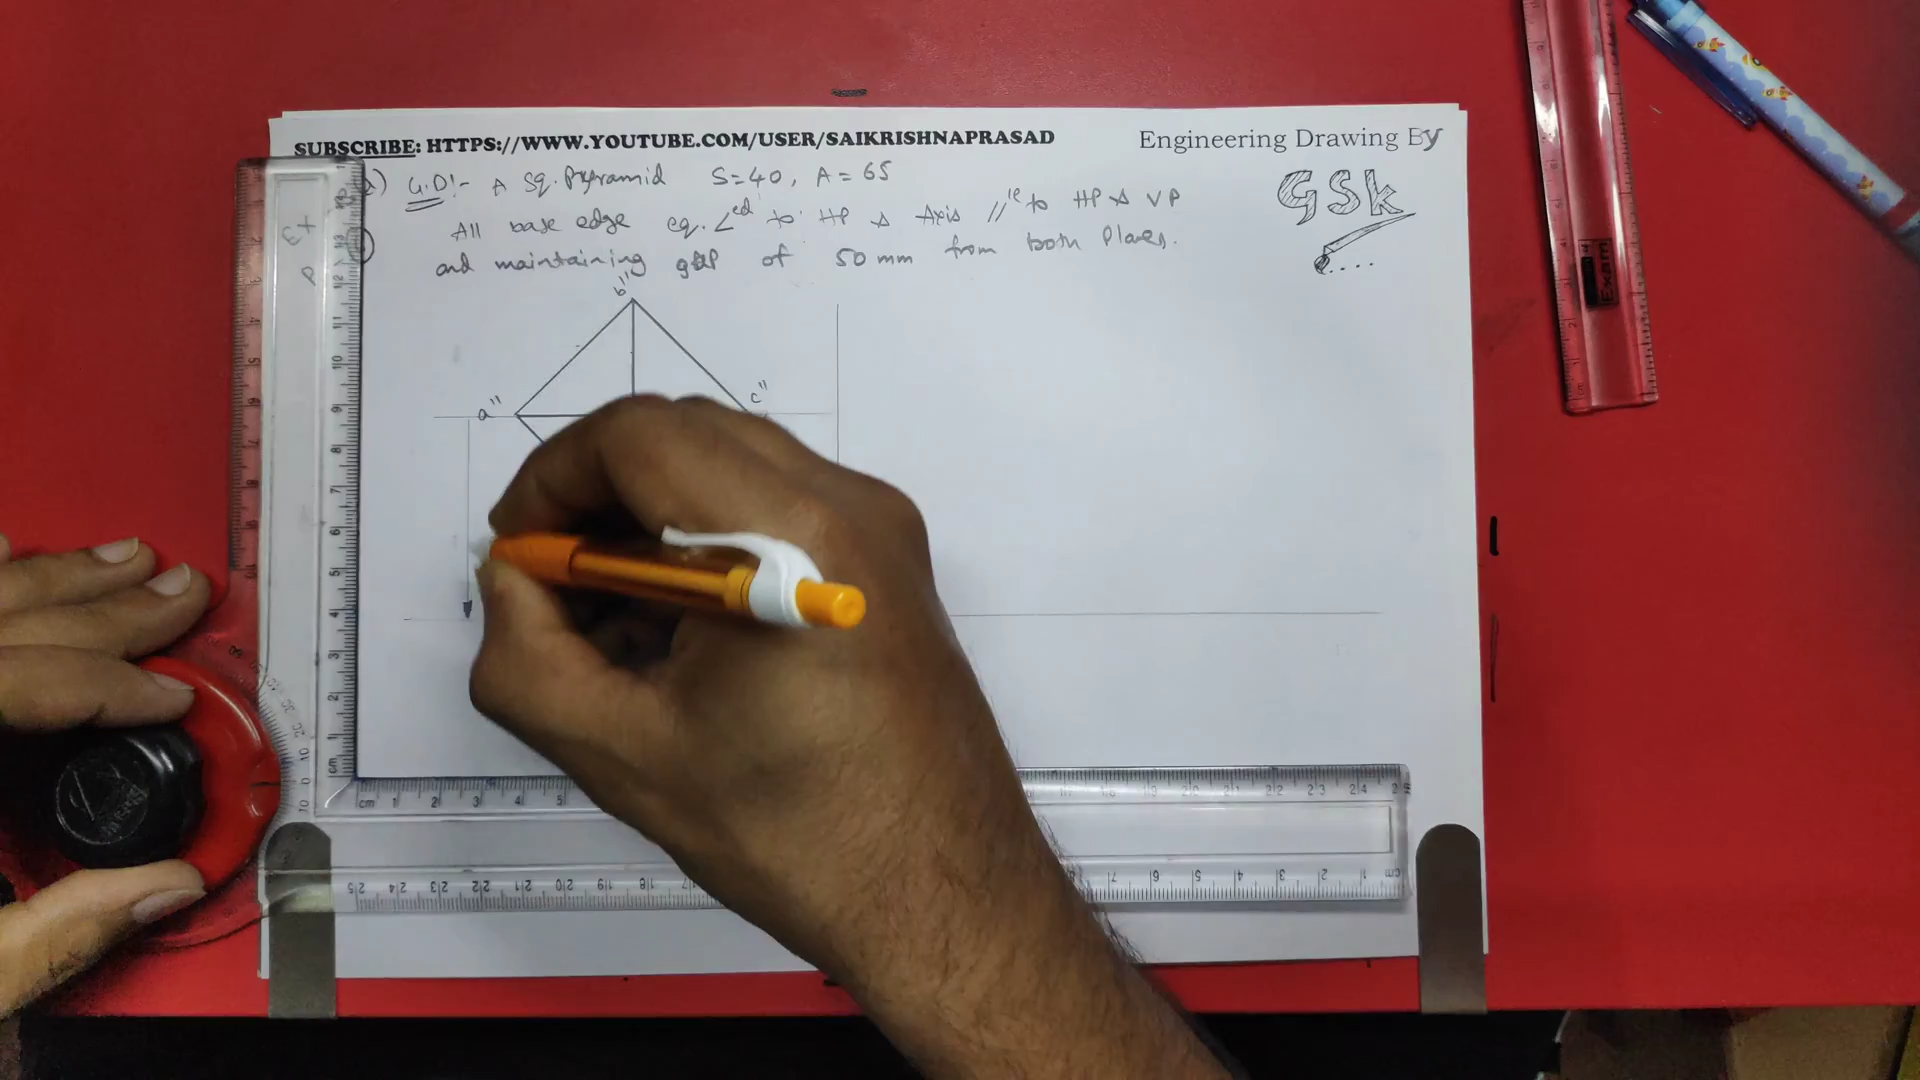 SUBSCRIBE: HTTPS://WWW.YOUTUBE.COM/USER/SAIKRISHNAPRASAD
Engineering Drawing By
GSk
G.D!- A Sq. Pyramid S=40, A = 65
All base edge eq. ∠ed to HP & Axis //le to HP & VP
and maintaining gap of 50 mm from both Planes.
b"
a"
c"
Exam